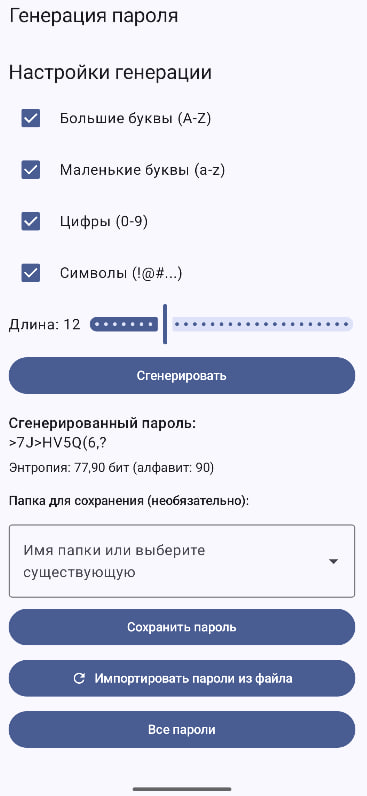 Генерация пароля
Настройки генерации
Большие буквы (A-Z)
Маленькие буквы (a-z)
Цифры (0-9)
Символы (!@#...)
Длина: 12
Сгенерировать
Сгенерированный пароль:
>7J>HV5Q(6,?
Энтропия: 77,90 бит (алфавит: 90)
Папка для сохранения (необязательно):
Имя папки или выберите
существующую
Сохранить пароль
Импортировать пароли из файла
Все пароли